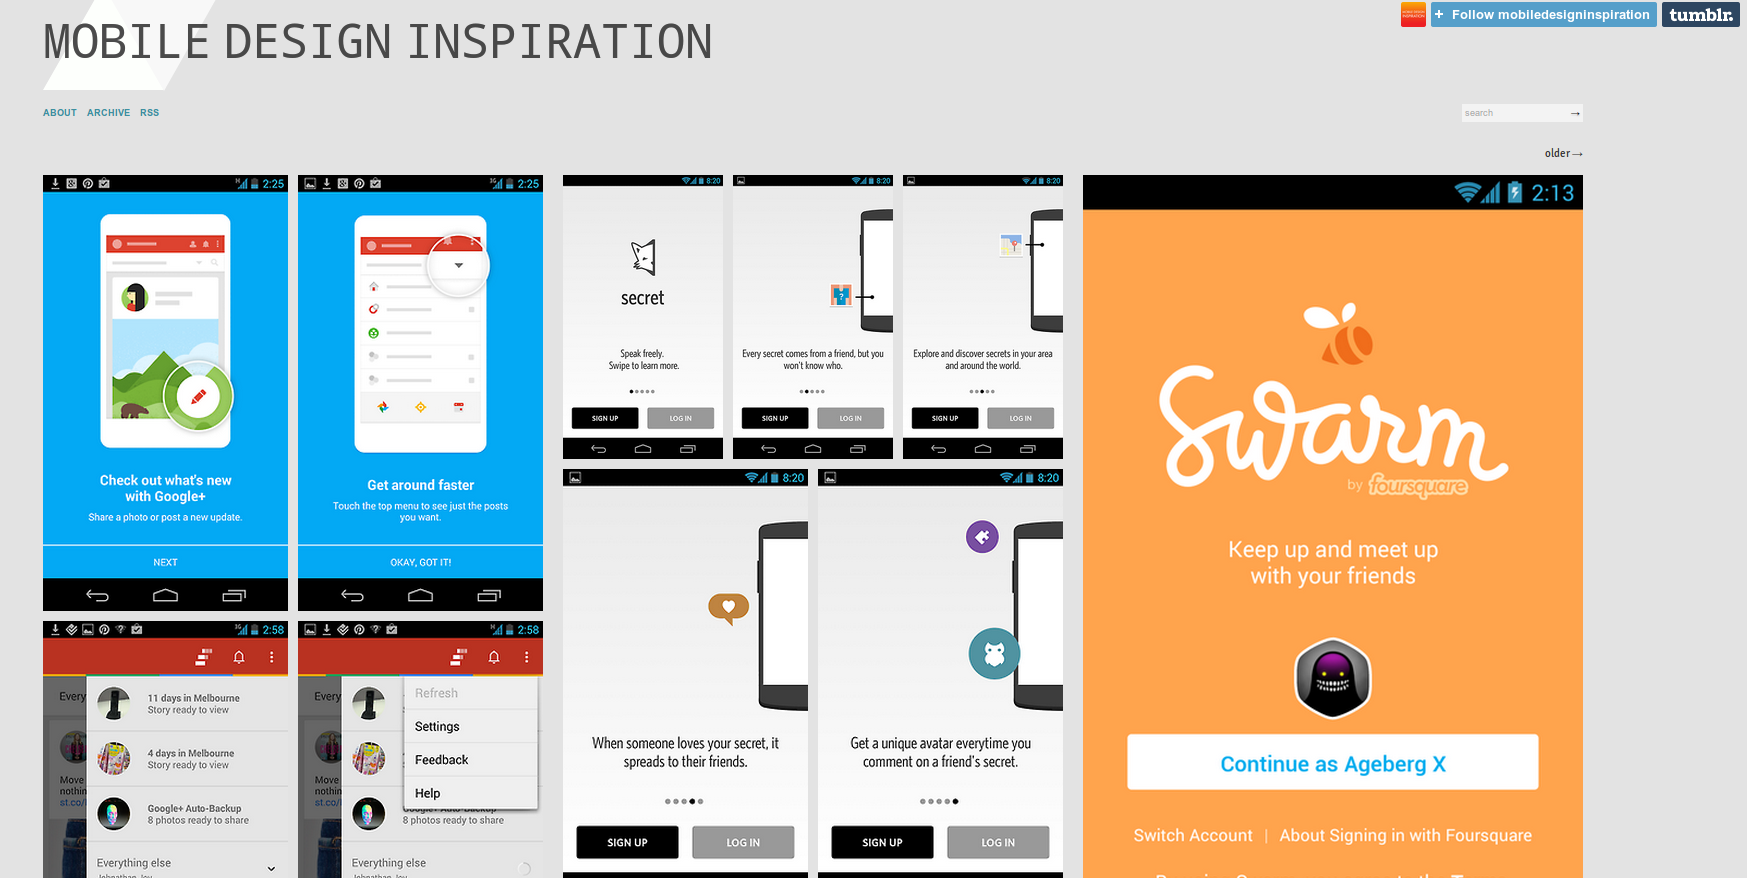 MOBILE DESIGN INSPIRATION
+ Follow mobiledesigninspiration
tumblr.
ABOUT ARCHIVE RSS
search →
older→
2:25
Check out what's new
with Google+
Share a photo or post a new update.
NEXT
2:25
Get around faster
Touch the top menu to see just the posts
you want.
OKAY, GOT IT!
8:20
secret
Speak freely.
Swipe to learn more.
SIGN UP LOG IN
8:20
Every secret comes from a friend, but you
won't know who.
SIGN UP LOG IN
8:20
Explore and discover secrets in your area
and around the world.
SIGN UP LOG IN
2:13
Swarm
by foursquare
Keep up and meet up
with your friends
Continue as Ageberg X
Switch Account | About Signing in with Foursquare
8:20
When someone loves your secret, it
spreads to their friends.
SIGN UP LOG IN
8:20
Get a unique avatar everytime you
comment on a friend's secret.
SIGN UP LOG IN
2:58
Every
11 days in Melbourne
Story ready to view
4 days in Melbourne
Story ready to view
Move
nothin
st.co/
Google+ Auto-Backup
8 photos ready to share
Everything else
2:58
Every
Refresh
Settings
Feedback
Help
Move
nothin
st.co/
8 photos ready to share
Everything else